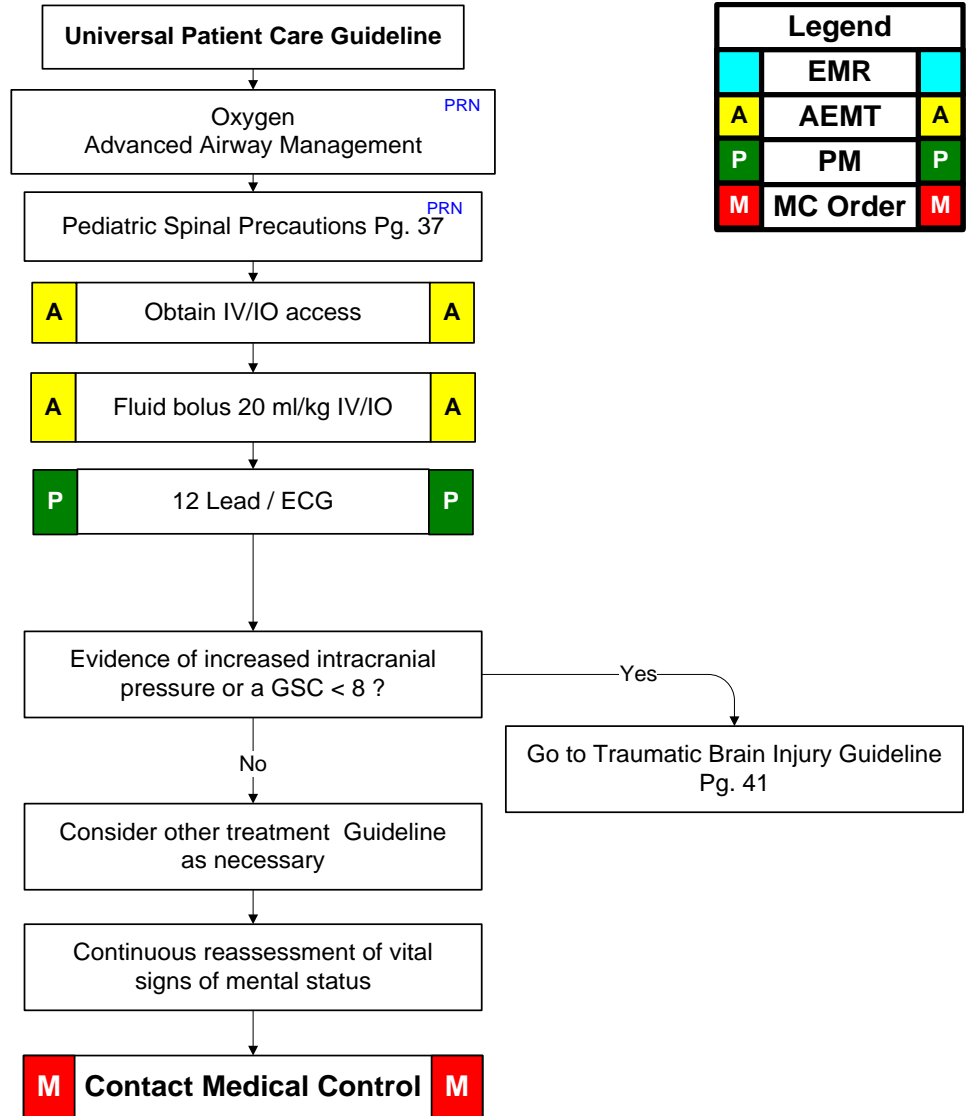 Universal Patient Care Guideline
PRN
Oxygen
Advanced Airway Management
PRN
Pediatric Spinal Precautions Pg. 37
A Obtain IV/IO access A
A Fluid bolus 20 ml/kg IV/IO A
P 12 Lead / ECG P
Evidence of increased intracranial
pressure or a GSC < 8 ?
Yes
Go to Traumatic Brain Injury Guideline
Pg. 41
No
Consider other treatment Guideline
as necessary
Continuous reassessment of vital
signs of mental status
M Contact Medical Control M
Legend
EMR
A AEMT A
P PM P
M MC Order M